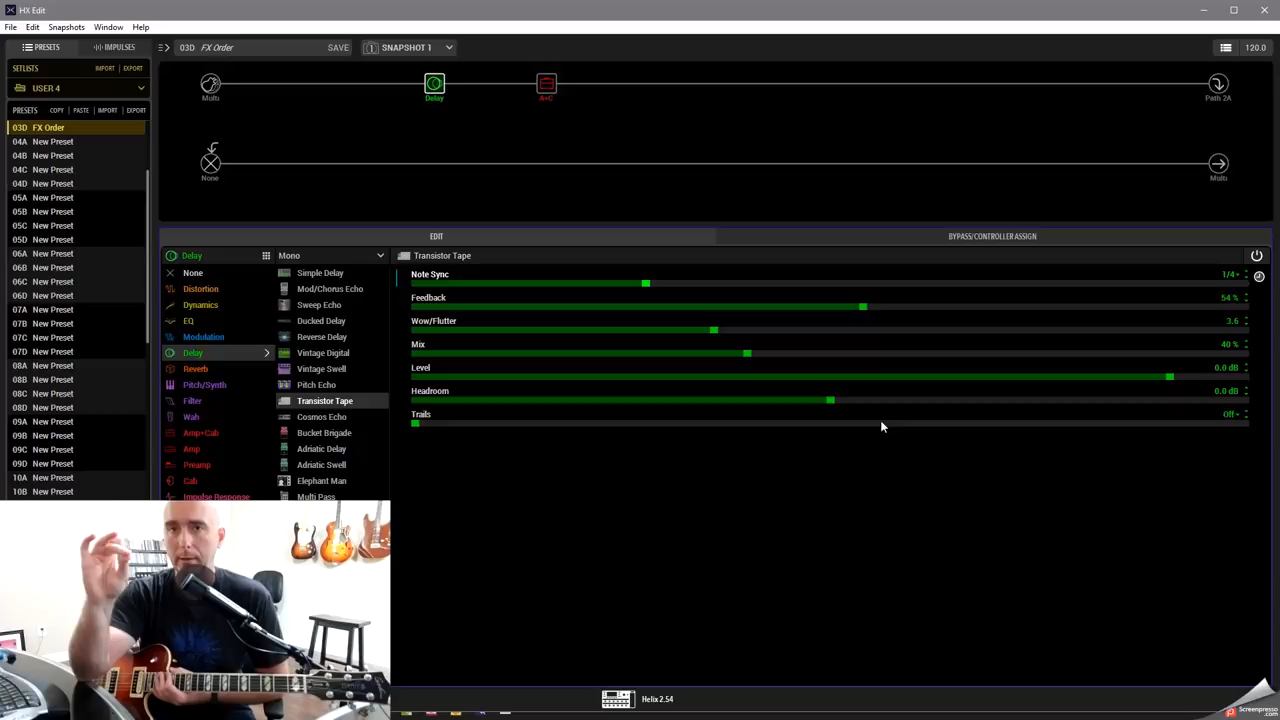 HX Edit
File Edit Snapshots Window Help
PRESETS IMPULSES
03D FX Order SAVE
1 SNAPSHOT 1
120.0
SETLISTS IMPORT EXPORT
USER 4
PRESETS COPY PASTE IMPORT EXPORT
03D FX Order
04A New Preset
04B New Preset
04C New Preset
04D New Preset
05A New Preset
05B New Preset
05C New Preset
05D New Preset
06A New Preset
06B New Preset
06C New Preset
06D New Preset
07A New Preset
07B New Preset
07C New Preset
07D New Preset
08A New Preset
08B New Preset
08C New Preset
08D New Preset
09A New Preset
09B New Preset
09C New Preset
09D New Preset
10A New Preset
10B New Preset
Multi Delay A+C Path 2A
None Multi
EDIT BYPASS/CONTROLLER ASSIGN
Delay Mono
None
Distortion
Dynamics
EQ
Modulation
Delay
Reverb
Pitch/Synth
Filter
Wah
Amp+Cab
Amp
Preamp
Cab
Impulse Response
Simple Delay
Mod/Chorus Echo
Sweep Echo
Ducked Delay
Reverse Delay
Vintage Digital
Vintage Swell
Pitch Echo
Transistor Tape
Cosmos Echo
Bucket Brigade
Adriatic Delay
Adriatic Swell
Elephant Man
Multi Pass
Transistor Tape
Note Sync 1/4
Feedback 54 %
Wow/Flutter 3.6
Mix 40 %
Level 0.0 dB
Headroom 0.0 dB
Trails Off
Helix 2.54
Screenpresso
.com